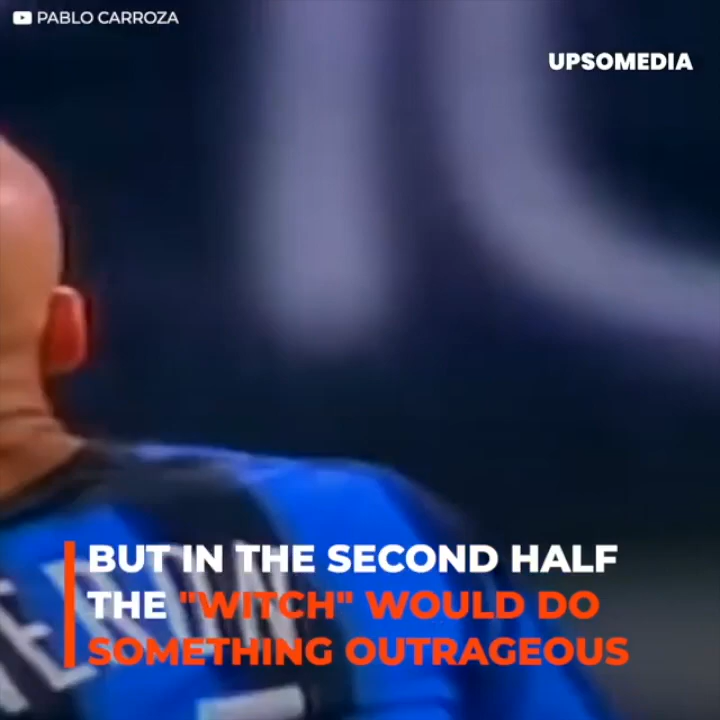 PABLO CARROZA
UPSOMEDIA
BUT IN THE SECOND HALF
THE "WITCH" WOULD DO
SOMETHING OUTRAGEOUS